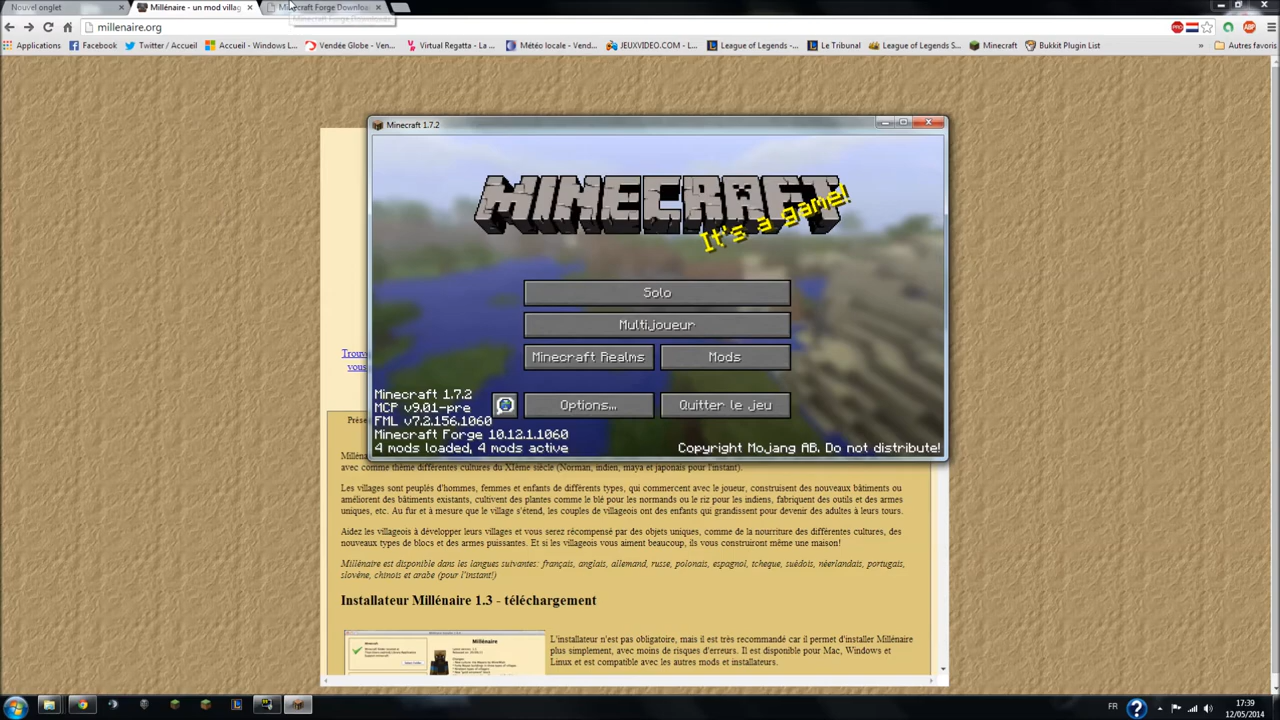 Nouvel onglet
Millénaire - un mod villag
Minecraft Forge Downloa
Minecraft Forge Downloads
millenaire.org
Applications
Facebook
Twitter / Accueil
Accueil - Windows L...
Vendée Globe - Ven...
Virtual Regatta - La ...
Météo locale - Vend...
JEUXVIDEO.COM - L...
League of Legends -...
Le Tribunal
League of Legends S...
Minecraft
Bukkit Plugin List
»
Autres favoris
Minecraft 1.7.2
MINECRAFT
It's a game!
Solo
Multijoueur
Minecraft Realms
Mods
Options...
Quitter le jeu
Minecraft 1.7.2
MCP v9.01-pre
FML v7.2.156.1060
Minecraft Forge 10.12.1.1060
4 mods loaded, 4 mods active
Copyright Mojang AB. Do not distribute!
Trouv
vous
Prése
Milléna
avec comme thème différentes cultures du XIème siècle (Norman, indien, maya et japonais pour l'instant).
Les villages sont peuplés d'hommes, femmes et enfants de différents types, qui commercent avec le joueur, construisent des nouveaux bâtiments ou
améliorent des bâtiments existants, cultivent des plantes comme le blé pour les normands ou le riz pour les indiens, fabriquent des outils et des armes
uniques, etc. Au fur et à mesure que le village s'étend, les couples de villageois ont des enfants qui grandissent pour devenir des adultes à leurs tours.
Aidez les villageois à développer leurs villages et vous serez récompensé par des objets uniques, comme de la nourriture des différentes cultures, des
nouveaux types de blocs et des armes puissantes. Et si les villageois vous aiment beaucoup, ils vous construiront même une maison!
Millénaire est disponible dans les langues suivantes: français, anglais, allemand, russe, polonais, espagnol, tcheque, suédois, néerlandais, portugais,
slovène, chinois et arabe (pour l'instant!)
Installateur Millénaire 1.3 - téléchargement
Millénaire
L'installateur n'est pas obligatoire, mais il est très recommandé car il permet d'installer Millénaire
plus simplement, avec moins de risques d'erreurs. Il est disponible pour Mac, Windows et
Linux et est compatible avec les autres mods et installateurs.
FR
17:39
12/05/2014